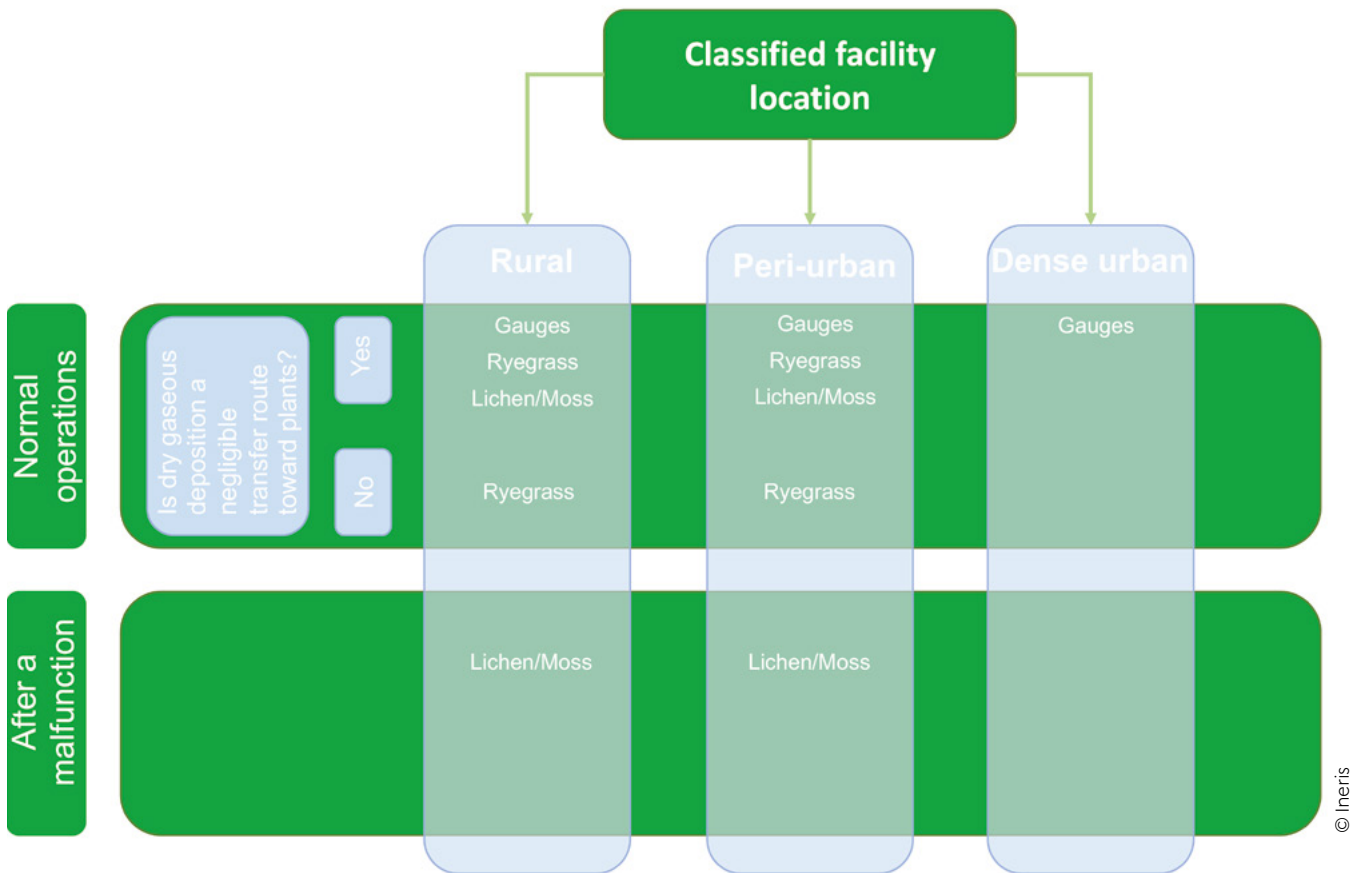 Classified facility
location
Rural
Peri-urban
Dense urban
Normal
operations
Is dry gaseous
deposition a
negligible
transfer route
toward plants?
Yes
Gauges
Ryegrass
Lichen/Moss
Gauges
Ryegrass
Lichen/Moss
Gauges
No
Ryegrass
Ryegrass
After a
malfunction
Lichen/Moss
Lichen/Moss
© Ineris